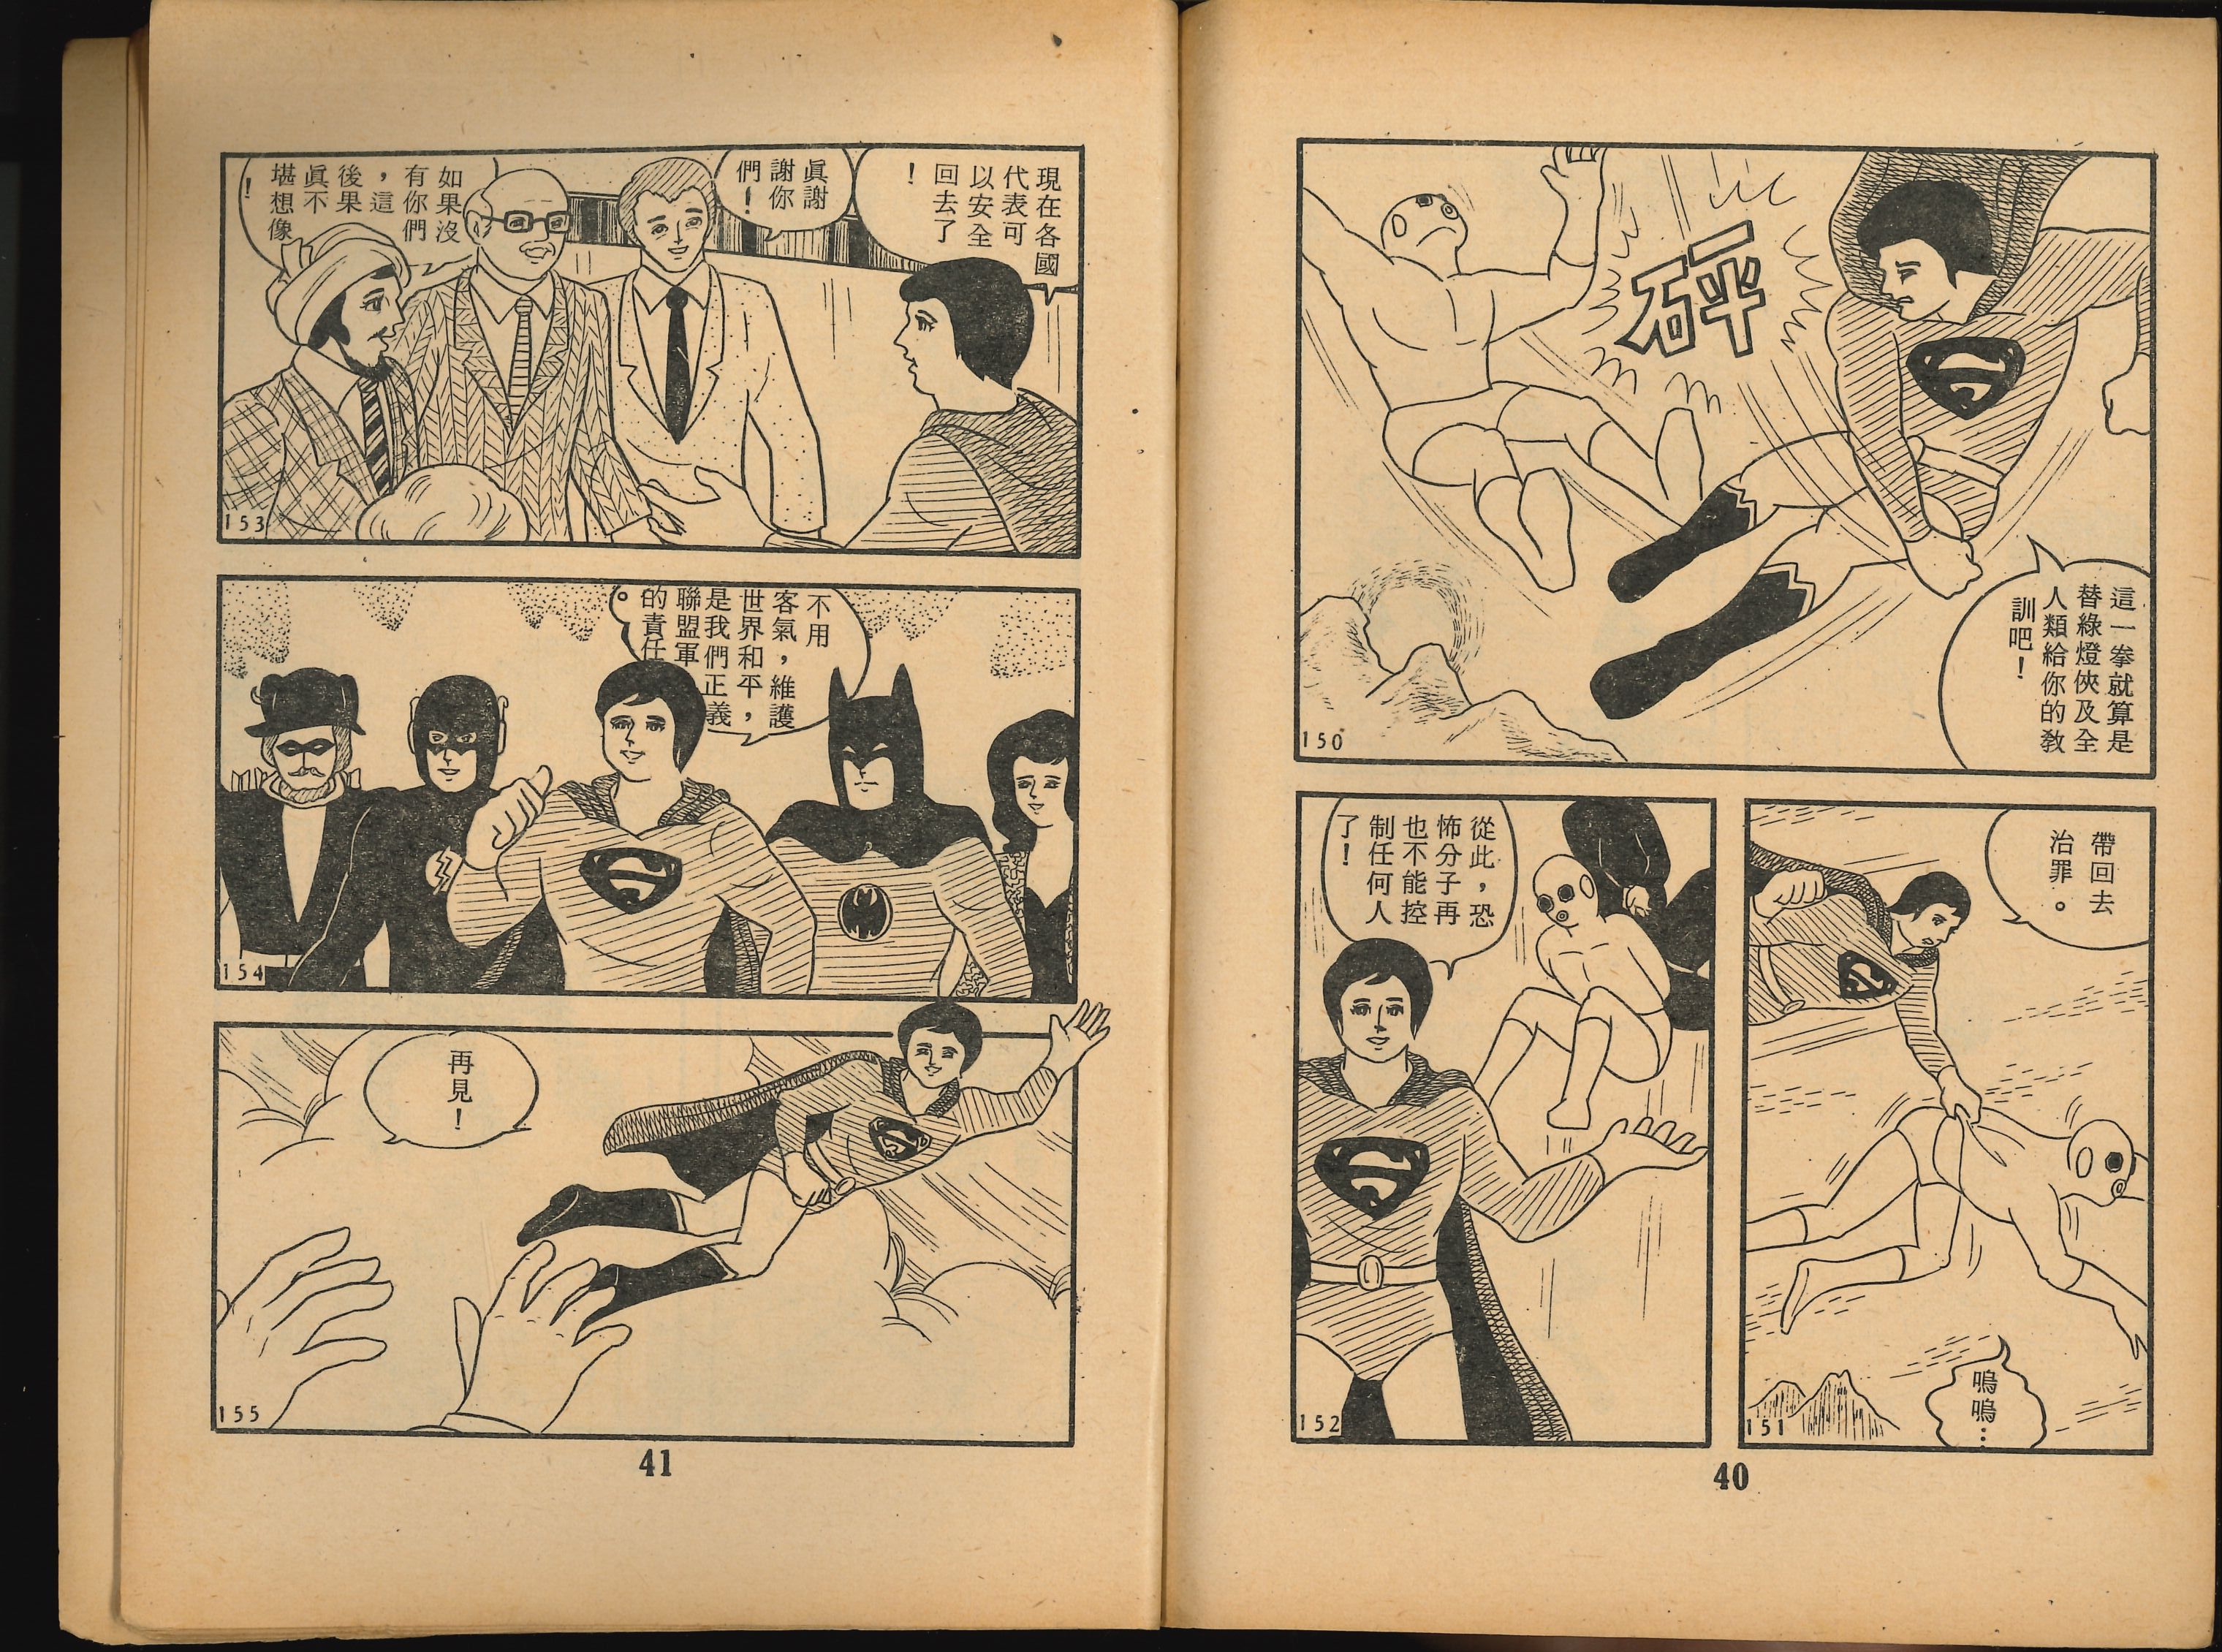 砰
這一拳就算是
替綠燈俠及全
人類給你的敎
訓吧！
150
帶回去
治罪。
嗚嗚…
151
從此，恐
怖分子再
也不能控
制任何人
了！
152
40
現在各國
代表可
以安全
回去了
！
眞謝
謝你
們！
如果沒
有你們
，這
後果
眞不
堪想像
！
153
不用
客氣，維護
世界和平，
是我們正義
聯盟軍
的責任
。
154
再見！
155
41